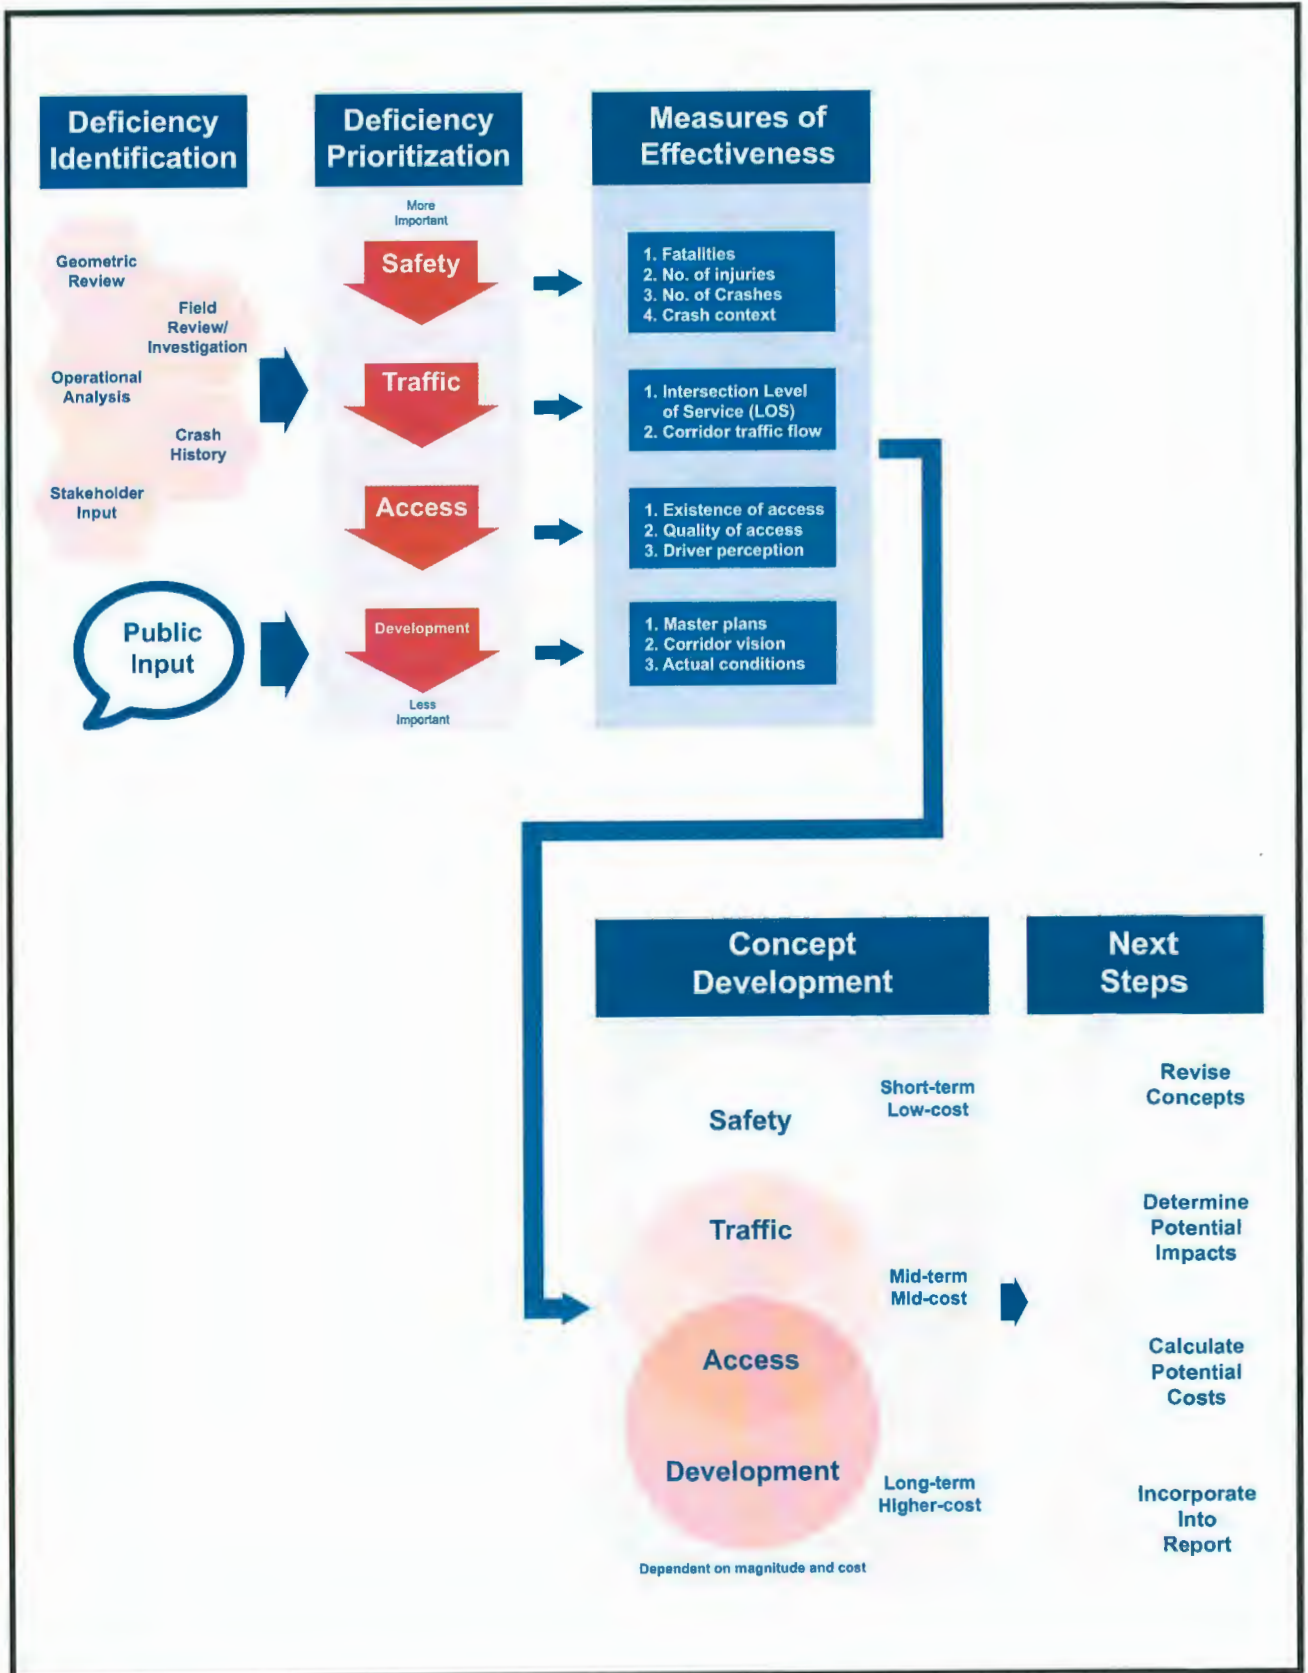 Deficiency
Identification
Geometric
Review
Field
Review/
Investigation
Operational
Analysis
Crash
History
Stakeholder
Input
Public
Input
Deficiency
Prioritization
More
Important
Safety
Traffic
Access
Development
Less
Important
Measures of
Effectiveness
1. Fatalities
2. No. of injuries
3. No. of Crashes
4. Crash context
1. Intersection Level
of Service (LOS)
2. Corridor traffic flow
1. Existence of access
2. Quality of access
3. Driver perception
1. Master plans
2. Corridor vision
3. Actual conditions
Concept
Development
Safety
Traffic
Access
Development
Short-term
Low-cost
Mid-term
Mid-cost
Long-term
Higher-cost
Dependent on magnitude and cost
Next
Steps
Revise
Concepts
Determine
Potential
Impacts
Calculate
Potential
Costs
Incorporate
Into
Report